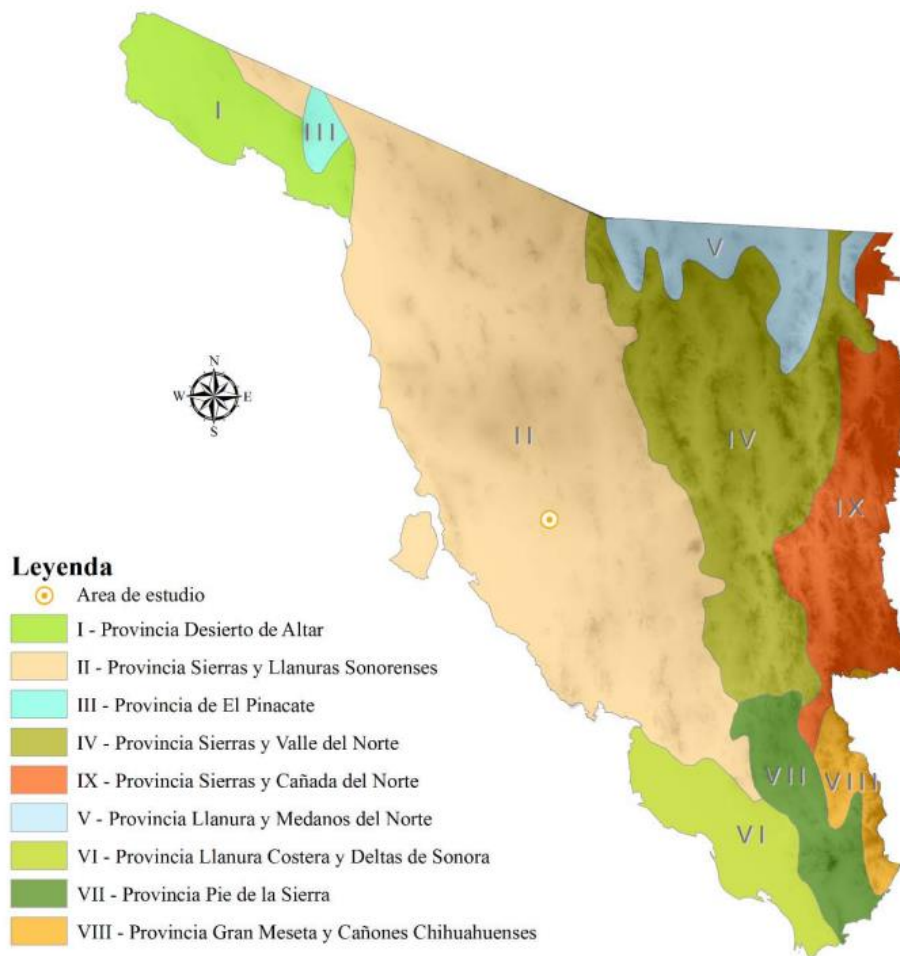 I
III
V
N
W E
S
II
IV
IX
Leyenda
Area de estudio
I - Provincia Desierto de Altar
II - Provincia Sierras y Llanuras Sonorenses
III - Provincia de El Pinacate
IV - Provincia Sierras y Valle del Norte
IX - Provincia Sierras y Cañada del Norte
V - Provincia Llanura y Medanos del Norte
VI - Provincia Llanura Costera y Deltas de Sonora
VII - Provincia Pie de la Sierra
VIII - Provincia Gran Meseta y Cañones Chihuahuenses
VII
VIII
VI